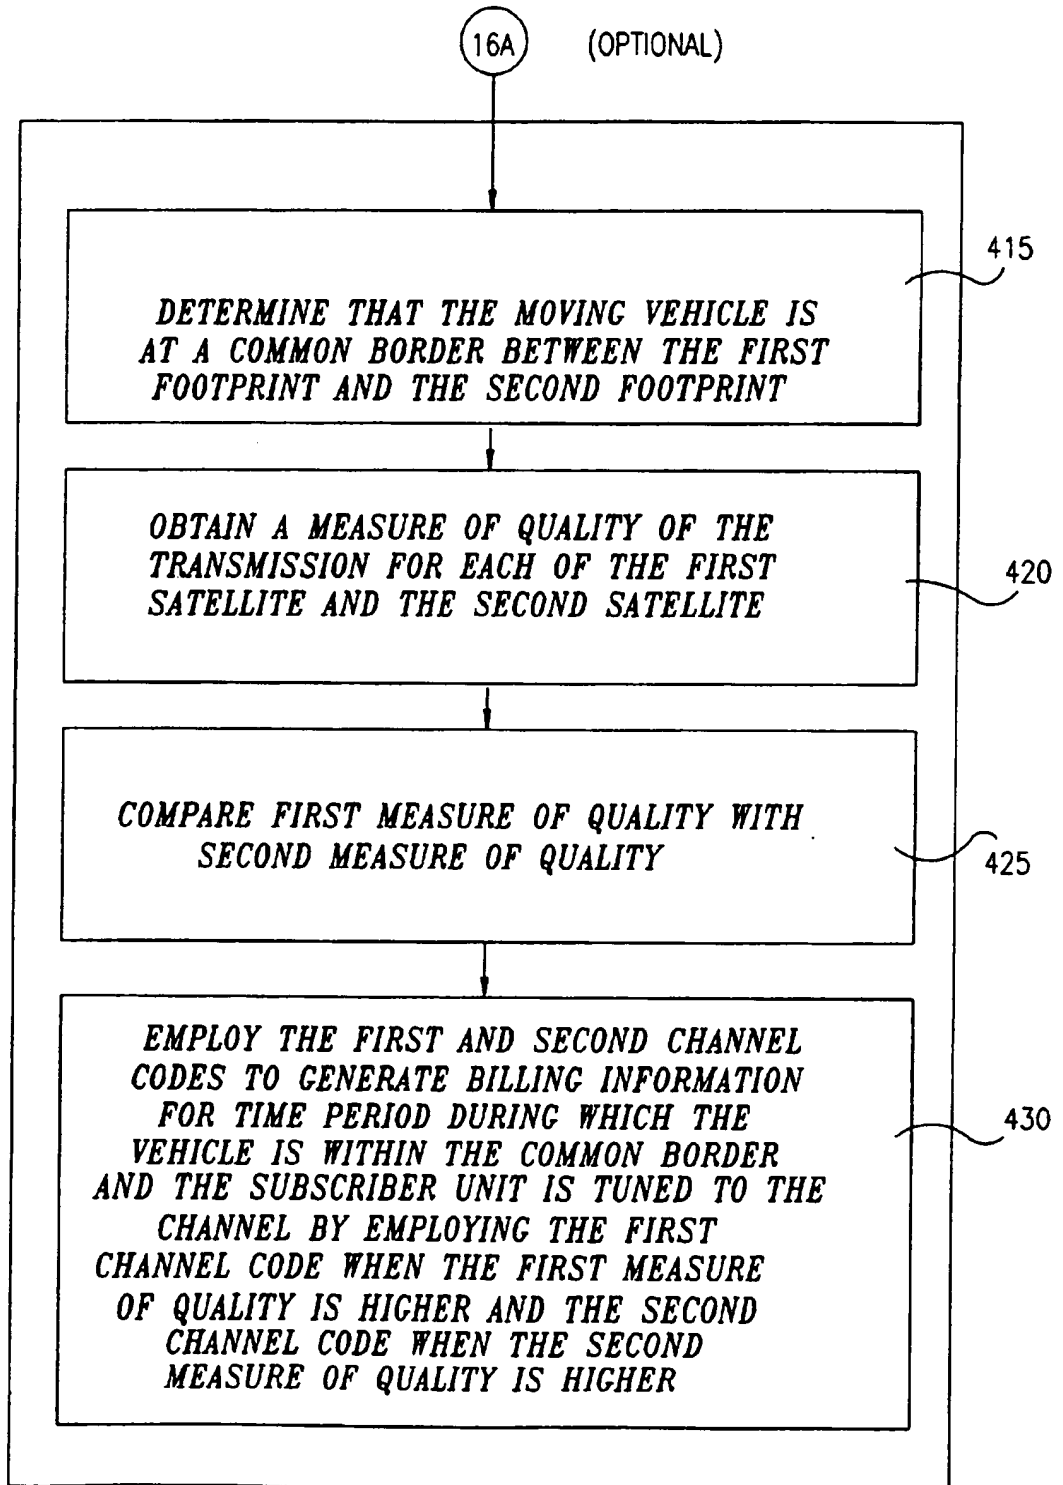 16A (OPTIONAL)
415
DETERMINE THAT THE MOVING VEHICLE IS
AT A COMMON BORDER BETWEEN THE FIRST
FOOTPRINT AND THE SECOND FOOTPRINT
OBTAIN A MEASURE OF QUALITY OF THE
TRANSMISSION FOR EACH OF THE FIRST
SATELLITE AND THE SECOND SATELLITE
420
COMPARE FIRST MEASURE OF QUALITY WITH
SECOND MEASURE OF QUALITY
425
EMPLOY THE FIRST AND SECOND CHANNEL
CODES TO GENERATE BILLING INFORMATION
FOR TIME PERIOD DURING WHICH THE
VEHICLE IS WITHIN THE COMMON BORDER
AND THE SUBSCRIBER UNIT IS TUNED TO THE
CHANNEL BY EMPLOYING THE FIRST
CHANNEL CODE WHEN THE FIRST MEASURE
OF QUALITY IS HIGHER AND THE SECOND
CHANNEL CODE WHEN THE SECOND
MEASURE OF QUALITY IS HIGHER
430